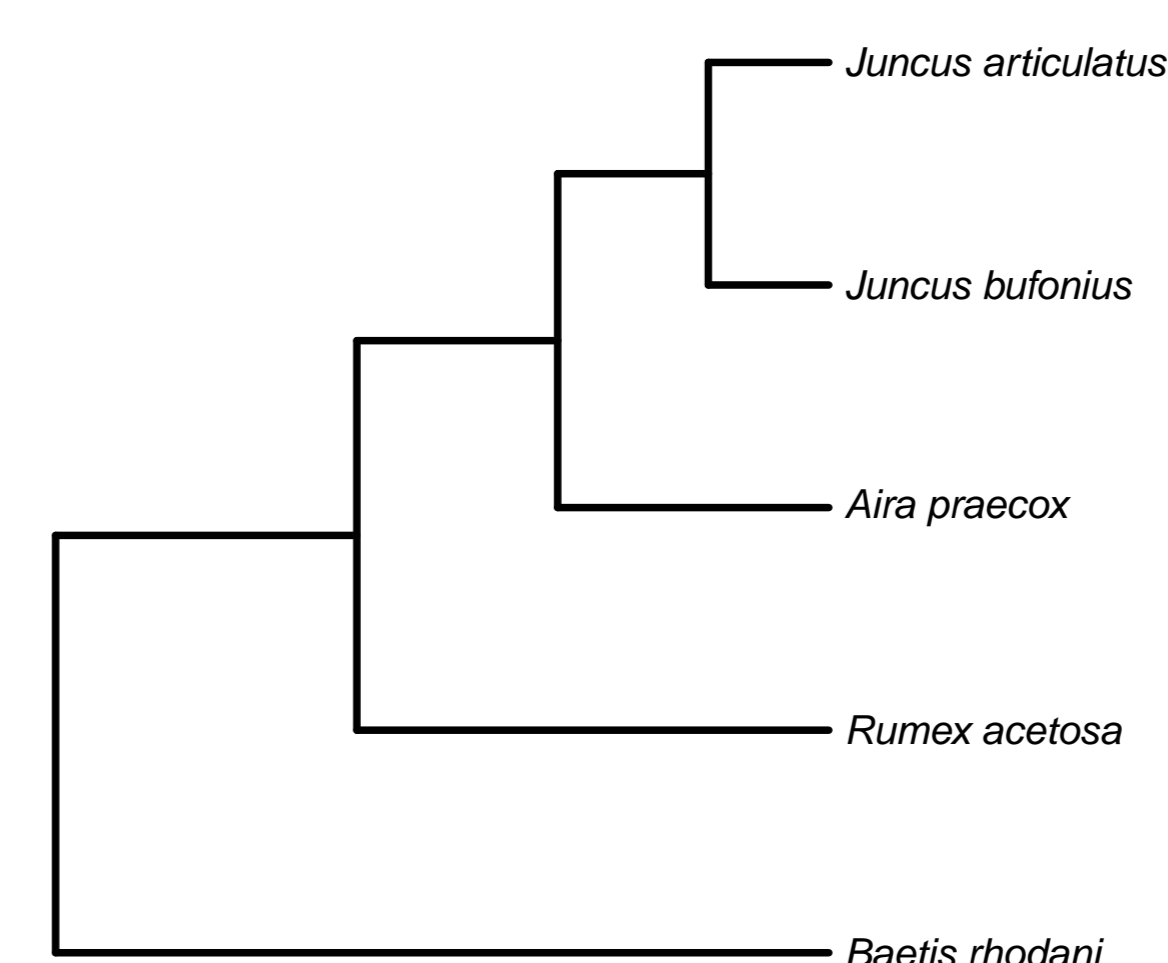 Juncus articulatus
Juncus bufonius
Aira praecox
Rumex acetosa
Baetis rhodani